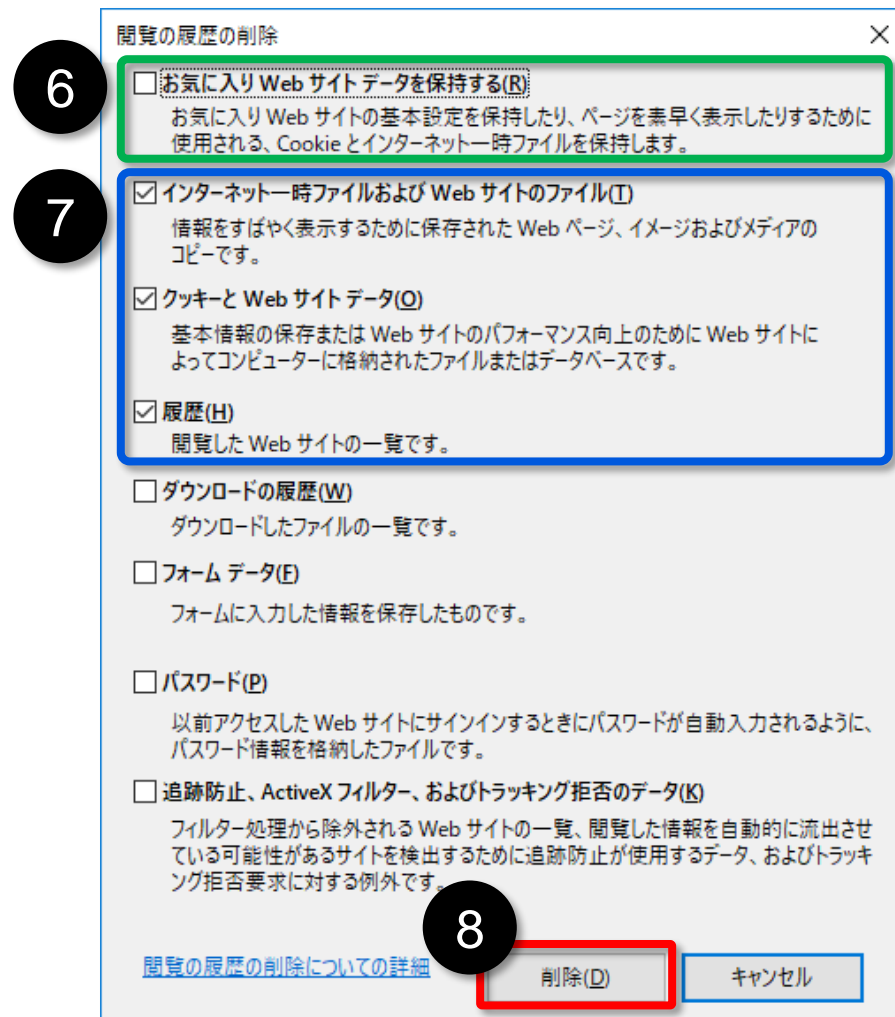 閲覧の履歴の削除
6
お気に入り Web サイト データを保持する(R)
お気に入り Web サイトの基本設定を保持したり、ページを素早く表示したりするために
使用される、Cookie とインターネット一時ファイルを保持します。
7
インターネット一時ファイルおよび Web サイトのファイル(T)
情報をすばやく表示するために保存された Web ページ、イメージおよびメディアの
コピーです。
クッキーと Web サイト データ(O)
基本情報の保存または Web サイトのパフォーマンス向上のために Web サイトに
よってコンピューターに格納されたファイルまたはデータベースです。
履歴(H)
閲覧した Web サイトの一覧です。
ダウンロードの履歴(W)
ダウンロードしたファイルの一覧です。
フォーム データ(F)
フォームに入力した情報を保存したものです。
パスワード(P)
以前アクセスした Web サイトにサインインするときにパスワードが自動入力されるように、
パスワード情報を格納したファイルです。
追跡防止、ActiveX フィルター、およびトラッキング拒否のデータ(K)
フィルター処理から除外される Web サイトの一覧、閲覧した情報を自動的に流出させ
ている可能性があるサイトを検出するために追跡防止が使用するデータ、およびトラッキ
ング拒否要求に対する例外です。
8
閲覧の履歴の削除についての詳細
削除(D)
キャンセル